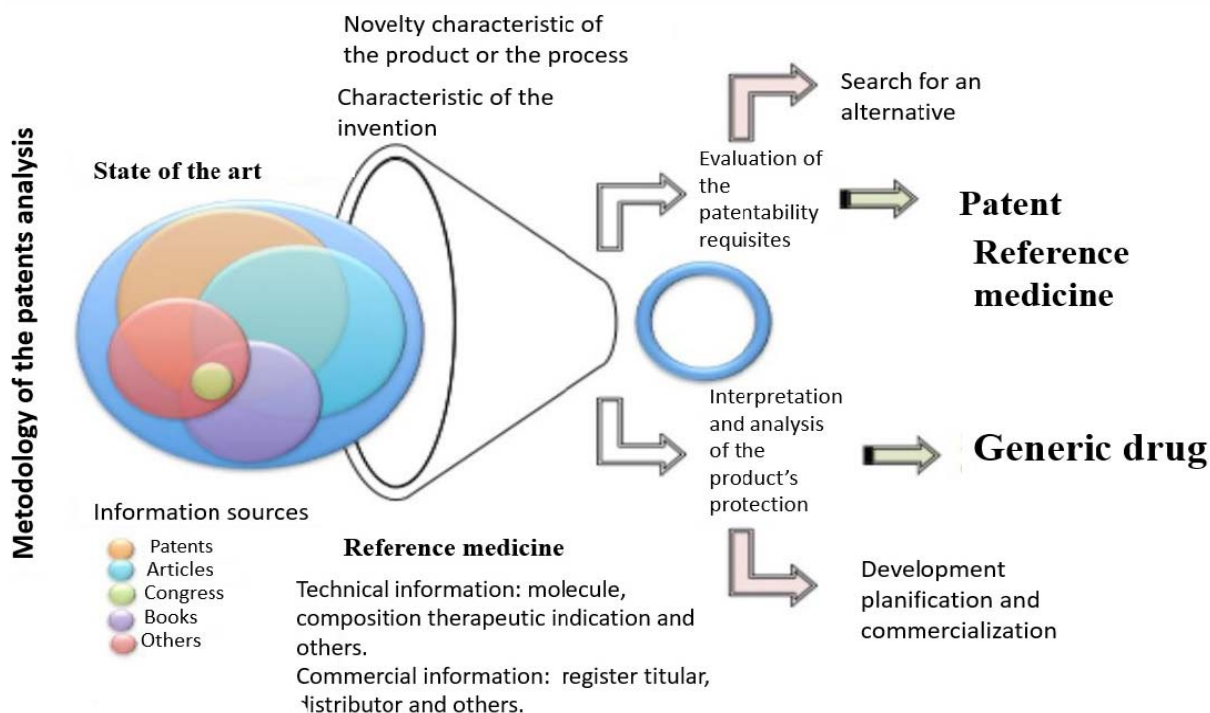 Metodology of the patents analysis
Novelty characteristic of
the product or the process
Characteristic of the
invention
State of the art
Information sources
Patents
Articles
Congress
Books
Others
Reference medicine
Technical information: molecule,
composition therapeutic indication and
others.
Commercial information: register titular,
distributor and others.
Evaluation of
the
patentability
requisites
Search for an
alternative
Patent
Reference
medicine
Interpretation
and analysis
of the
product's
protection
Generic drug
Development
planification and
commercialization